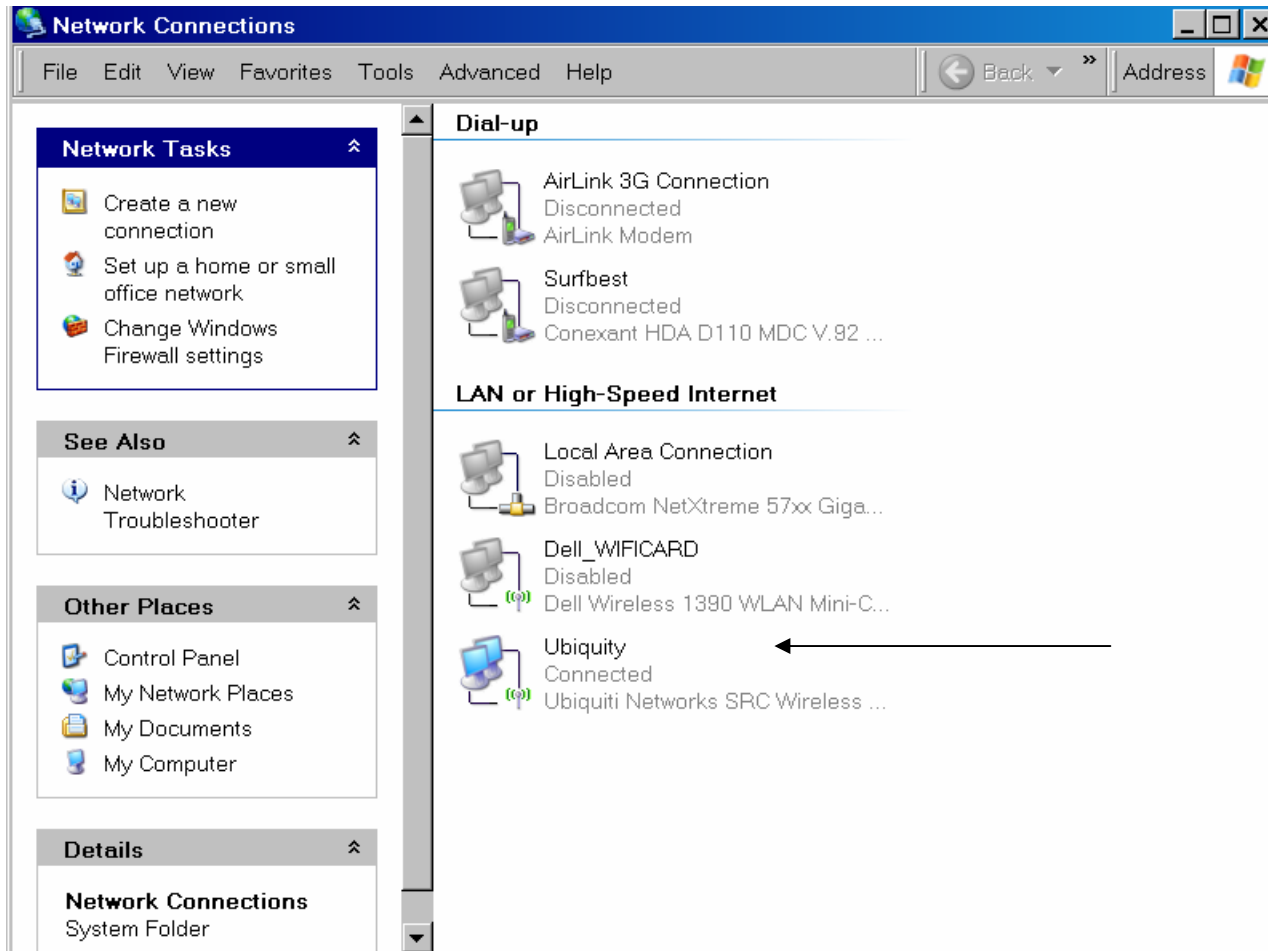 Network Connections
File Edit View Favorites Tools Advanced Help
Back
Address
Network Tasks
Create a new
connection
Set up a home or small
office network
Change Windows
Firewall settings
See Also
Network
Troubleshooter
Other Places
Control Panel
My Network Places
My Documents
My Computer
Details
Network Connections
System Folder
Dial-up
AirLink 3G Connection
Disconnected
AirLink Modem
Surfbest
Disconnected
Conexant HDA D110 MDC V.92 ...
LAN or High-Speed Internet
Local Area Connection
Disabled
Broadcom NetXtreme 57xx Giga...
Dell_WIFICARD
Disabled
Dell Wireless 1390 WLAN Mini-C...
Ubiquity
Connected
Ubiquiti Networks SRC Wireless ...